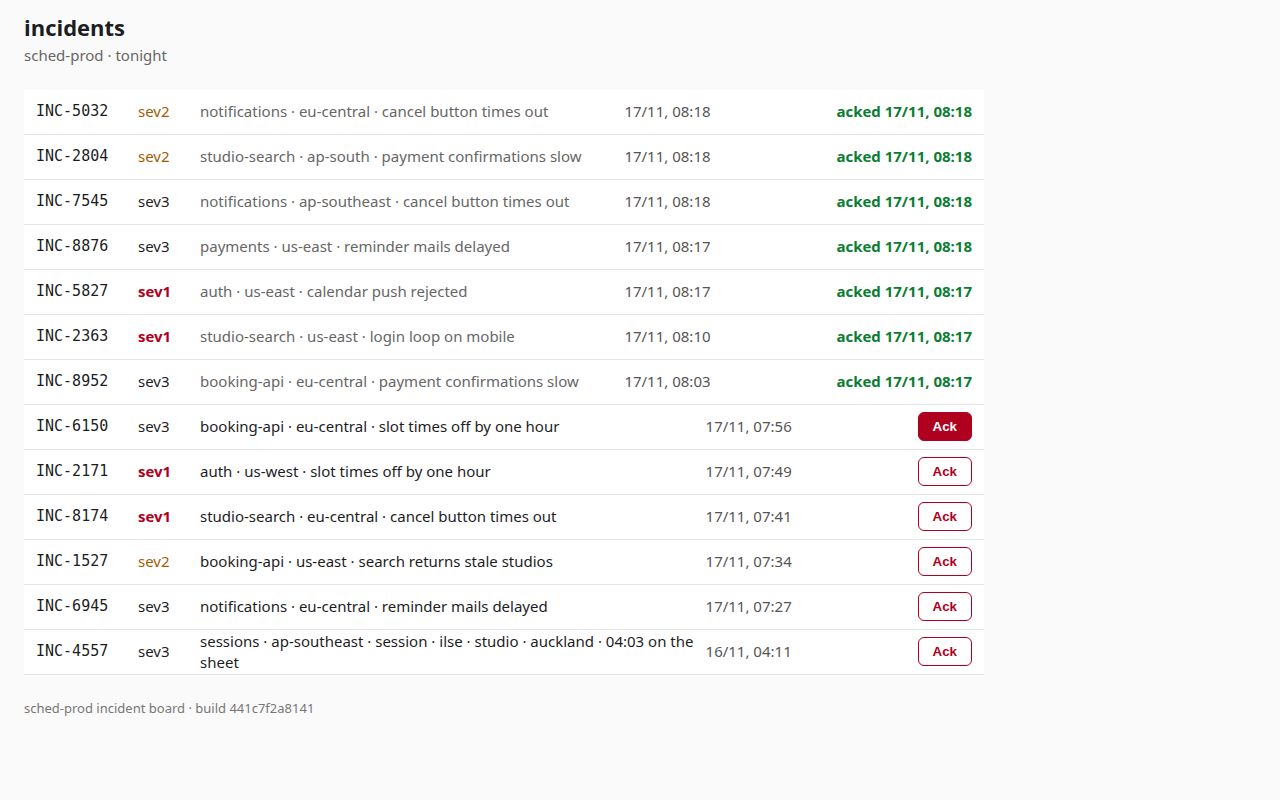 incidents
sched-prod · tonight
INC-5032 sev2 notifications · eu-central · cancel button times out 17/11, 08:18 acked 17/11, 08:18
INC-2804 sev2 studio-search · ap-south · payment confirmations slow 17/11, 08:18 acked 17/11, 08:18
INC-7545 sev3 notifications · ap-southeast · cancel button times out 17/11, 08:18 acked 17/11, 08:18
INC-8876 sev3 payments · us-east · reminder mails delayed 17/11, 08:17 acked 17/11, 08:18
INC-5827 sev1 auth · us-east · calendar push rejected 17/11, 08:17 acked 17/11, 08:17
INC-2363 sev1 studio-search · us-east · login loop on mobile 17/11, 08:10 acked 17/11, 08:17
INC-8952 sev3 booking-api · eu-central · payment confirmations slow 17/11, 08:03 acked 17/11, 08:17
INC-6150 sev3 booking-api · eu-central · slot times off by one hour 17/11, 07:56 Ack
INC-2171 sev1 auth · us-west · slot times off by one hour 17/11, 07:49 Ack
INC-8174 sev1 studio-search · eu-central · cancel button times out 17/11, 07:41 Ack
INC-1527 sev2 booking-api · us-east · search returns stale studios 17/11, 07:34 Ack
INC-6945 sev3 notifications · eu-central · reminder mails delayed 17/11, 07:27 Ack
INC-4557 sev3 sessions · ap-southeast · session · ilse · studio · auckland · 04:03 on the
sheet 16/11, 04:11 Ack
sched-prod incident board · build 441c7f2a8141